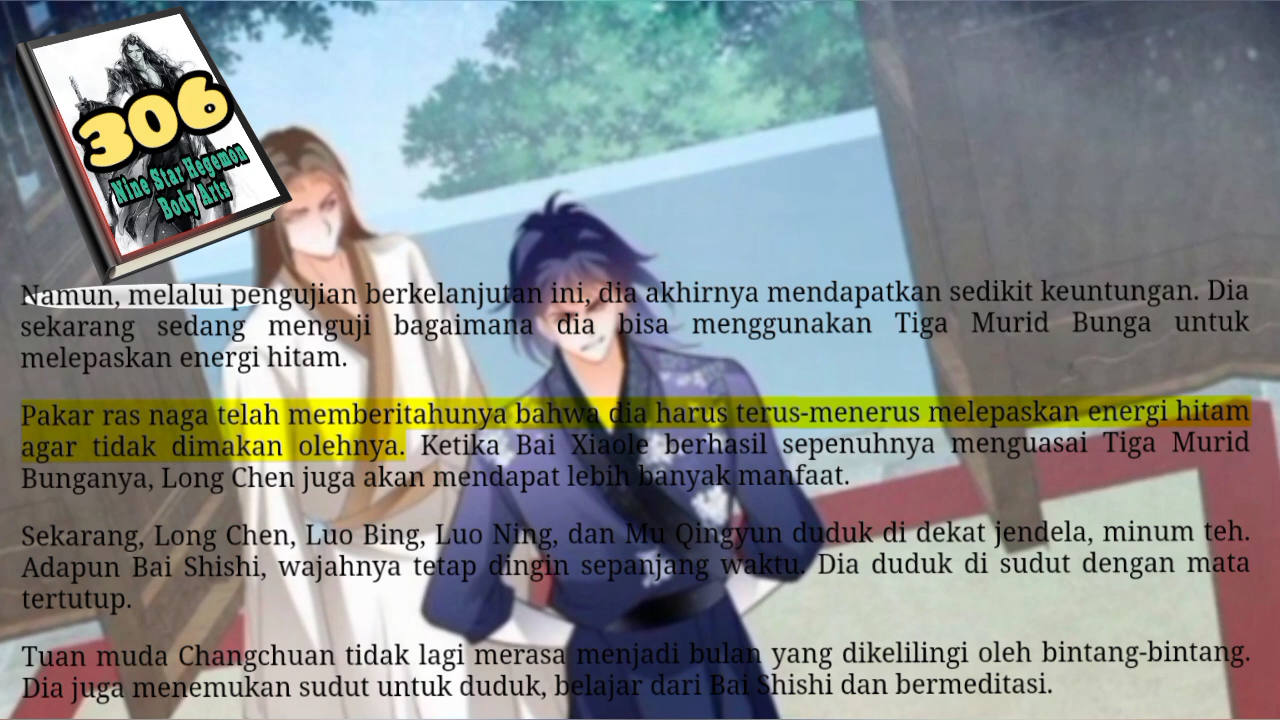 306
Nine Star Hegemon
Body Arts
Namun, melalui pengujian berkelanjutan ini, dia akhirnya mendapatkan sedikit keuntungan. Dia
sekarang sedang menguji bagaimana dia bisa menggunakan Tiga Murid Bunga untuk
melepaskan energi hitam.
Pakar ras naga telah memberitahunya bahwa dia harus terus-menerus melepaskan energi hitam
agar tidak dimakan olehnya. Ketika Bai Xiaole berhasil sepenuhnya menguasai Tiga Murid
Bunganya, Long Chen juga akan mendapat lebih banyak manfaat.
Sekarang, Long Chen, Luo Bing, Luo Ning, dan Mu Qingyun duduk di dekat jendela, minum teh.
Adapun Bai Shishi, wajahnya tetap dingin sepanjang waktu. Dia duduk di sudut dengan mata
tertutup.
Tuan muda Changchuan tidak lagi merasa menjadi bulan yang dikelilingi oleh bintang-bintang.
Dia juga menemukan sudut untuk duduk, belajar dari Bai Shishi dan bermeditasi.